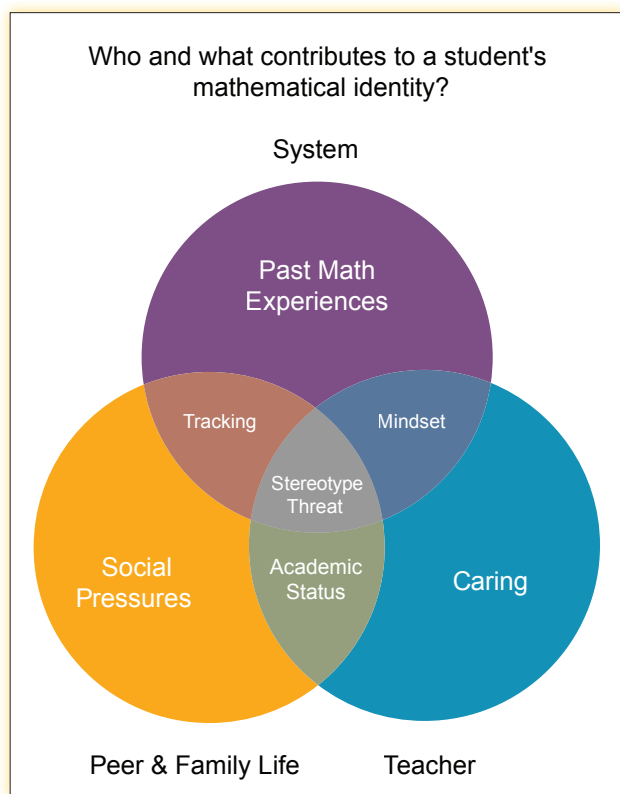 Who and what contributes to a student's
mathematical identity?
System
Past Math
Experiences
Tracking
Mindset
Stereotype
Threat
Social
Pressures
Academic
Status
Caring
Peer & Family Life
Teacher